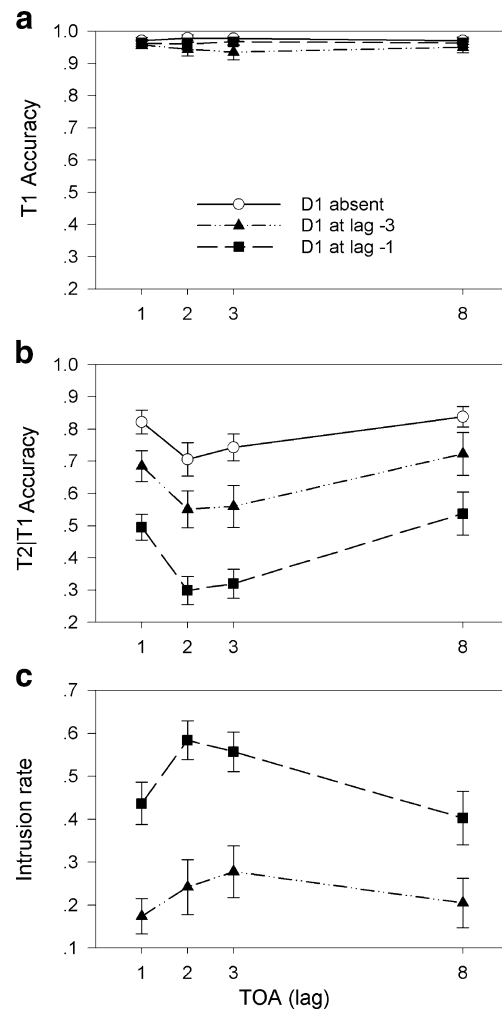 a
1.0
.9
.8
.7
.6
.5
.4
.3
.2
T1 Accuracy
D1 absent
D1 at lag -3
D1 at lag -1
1 2 3 8
b
1.0
.9
.8
.7
.6
.5
.4
.3
.2
T2|T1 Accuracy
1 2 3 8
c
.7
.6
.5
.4
.3
.2
.1
Intrusion rate
1 2 3 8
TOA (lag)